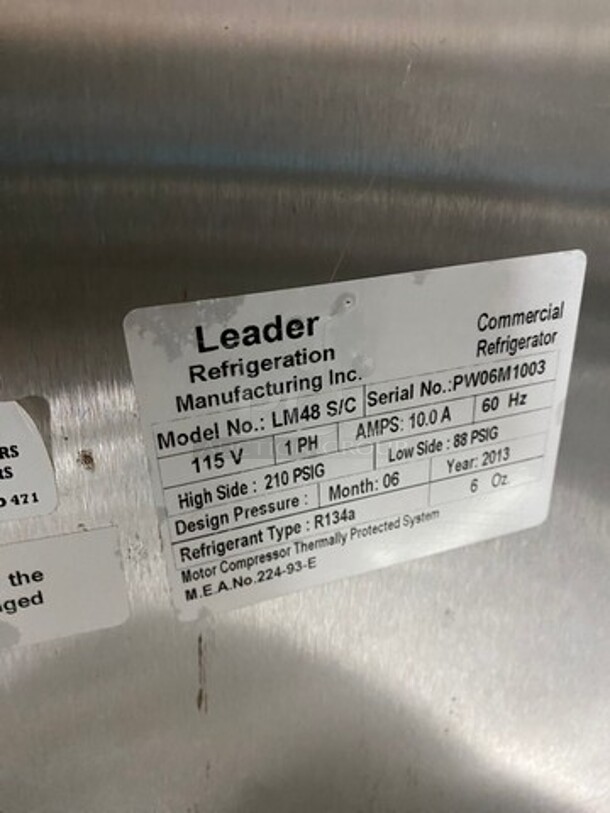 Leader
Refrigeration
Manufacturing Inc.
Commercial
Refrigerator
Model No.: LM48 S/C Serial No.:PW06M1003
115 V 1 PH AMPS: 10.0 A 60 Hz
High Side : 210 PSIG Low Side : 88 PSIG
Design Pressure : Month: 06 Year: 2013
Refrigerant Type : R134a 6 Oz
Motor Compressor Thermally Protected System
M.E.A.No.224-93-E
RS
RS
471
the
ged